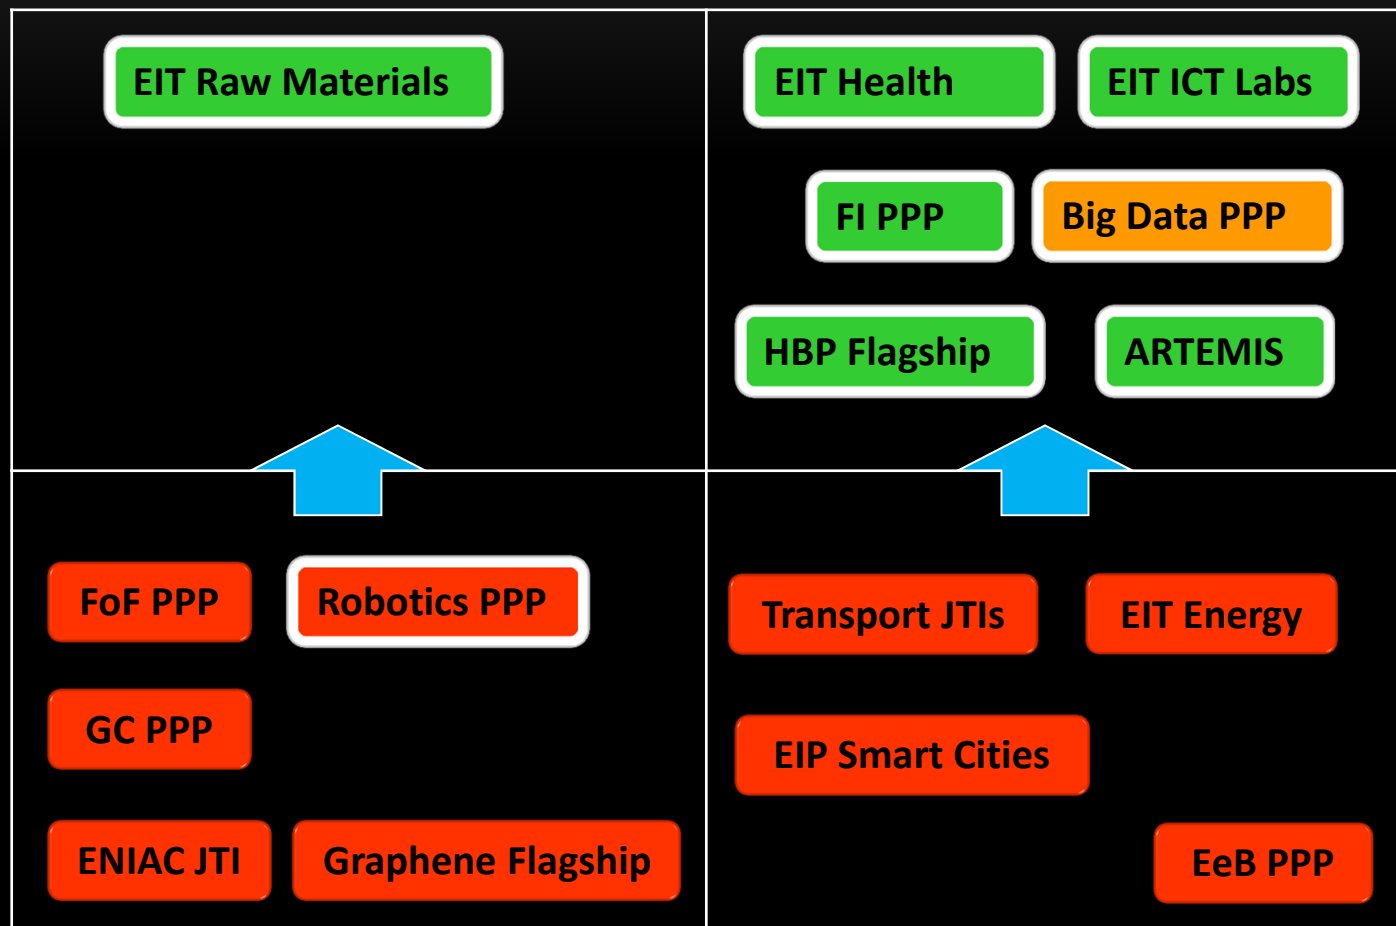 EIT Raw Materials
EIT Health
EIT ICT Labs
FI PPP
Big Data PPP
HBP Flagship
ARTEMIS
FoF PPP
Robotics PPP
GC PPP
ENIAC JTI
Graphene Flagship
Transport JTIs
EIT Energy
EIP Smart Cities
EeB PPP